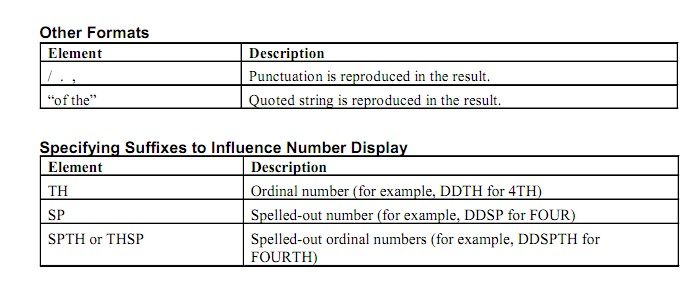 Other Formats
Element Description
/ . , Punctuation is reproduced in the result.
“of the” Quoted string is reproduced in the result.
Specifying Suffixes to Influence Number Display
Element Description
TH Ordinal number (for example, DDTH for 4TH)
SP Spelled-out number (for example, DDSP for FOUR)
SPTH or THSP Spelled-out ordinal numbers (for example, DDSPTH for
FOURTH)